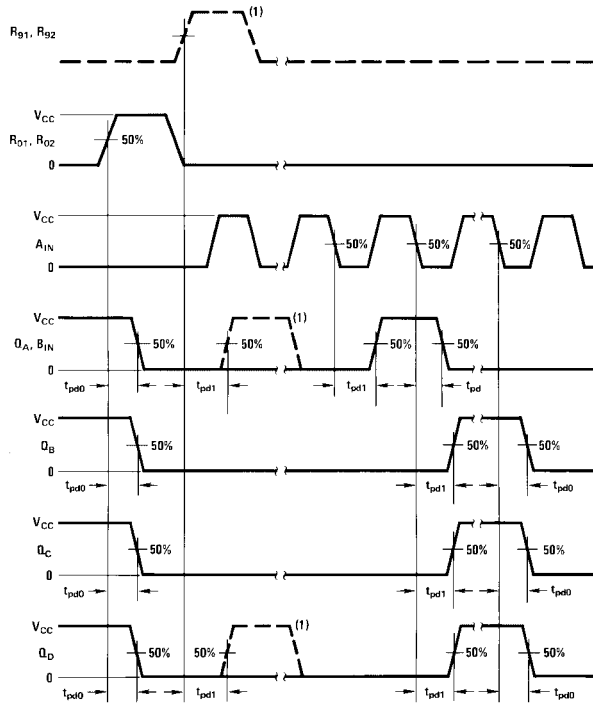 R91, R92 (1)
VCC
R01, R02 50%
0
VCC
AIN 50% 50% 50%
0
VCC (1)
QA, BIN 50% 50% 50% 50%
0
tpd0 tpd1 tpd1 tpd
VCC
QB 50% 50% 50%
0
tpd0 tpd1 tpd0
VCC
QC 50% 50% 50%
0
tpd0 tpd1 tpd0
VCC (1)
QD 50% 50% 50% 50%
0
tpd0 tpd1 tpd1 tpd0